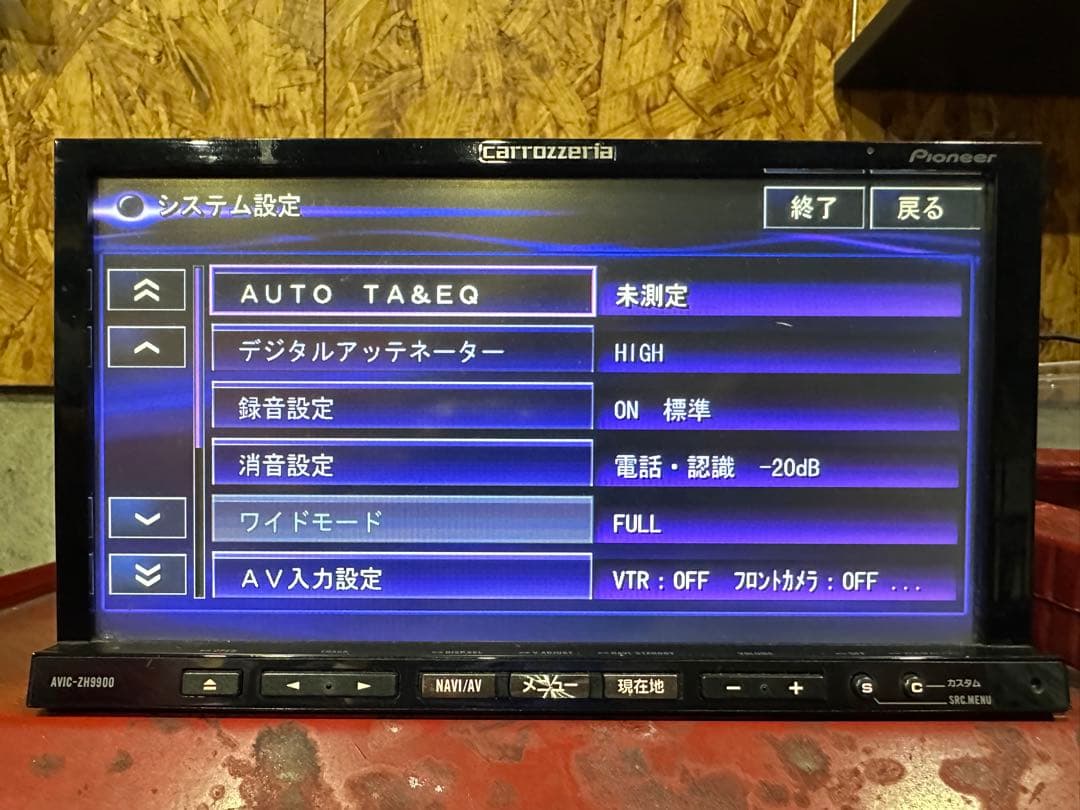 carrozzeria
Pioneer
システム設定
終了
戻る
AUTO TA&EQ
未測定
デジタルアッテネーター
HIGH
録音設定
ON 標準
消音設定
電話・認識 -20dB
ワイドモード
FULL
AV入力設定
VTR:OFF フロントカメラ:OFF ...
AVIC-ZH9900
NAVI/AV
メニュー
現在地
S
C
カスタム
SRC.MENU